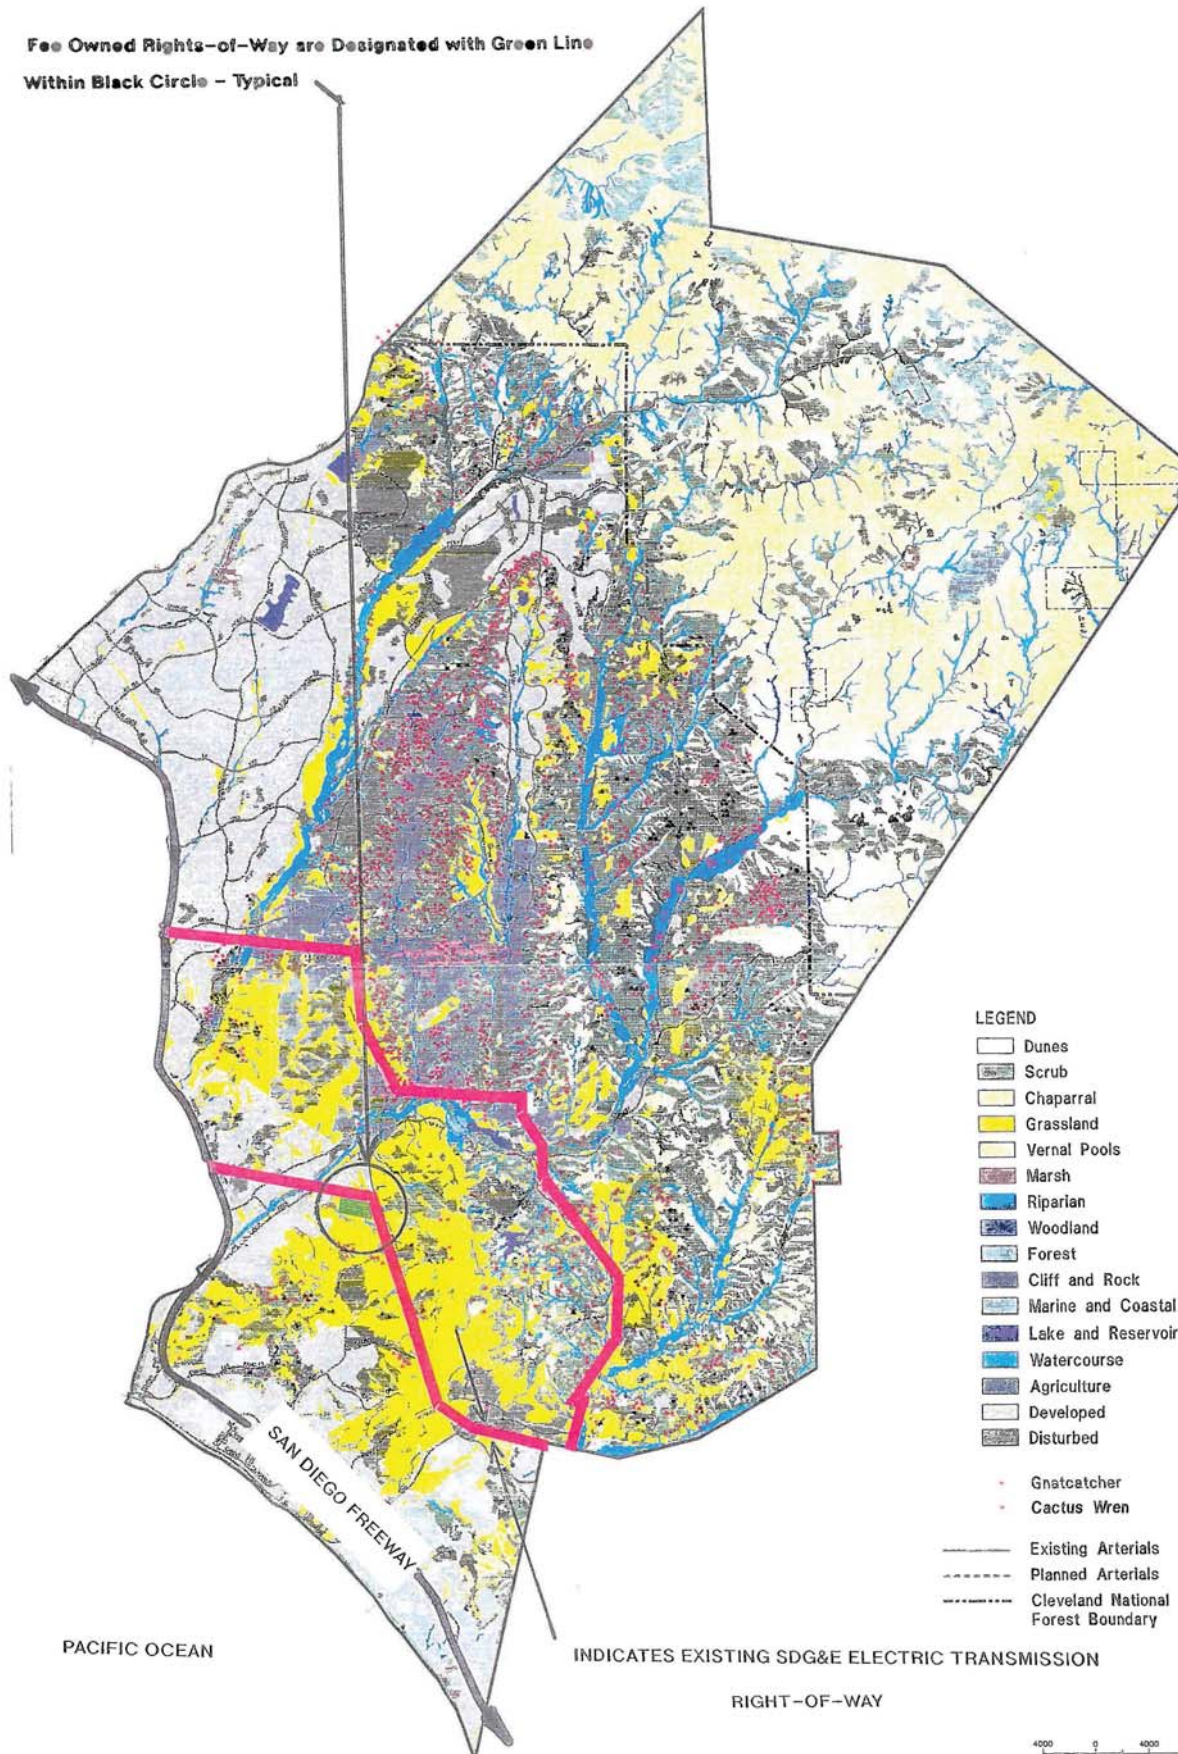 Fee Owned Rights-of-Way are Designated with Green Line
Within Black Circle - Typical
LEGEND
Dunes
Scrub
Chaparral
Grassland
Vernal Pools
Marsh
Riparian
Woodland
Forest
Cliff and Rock
Marine and Coastal
Lake and Reservoir
Watercourse
Agriculture
Developed
Disturbed
Gnatcatcher
Cactus Wren
Existing Arterials
Planned Arterials
Cleveland National
Forest Boundary
SAN DIEGO FREEWAY
PACIFIC OCEAN
INDICATES EXISTING SDG&E ELECTRIC TRANSMISSION
RIGHT-OF-WAY
4000 0 4000